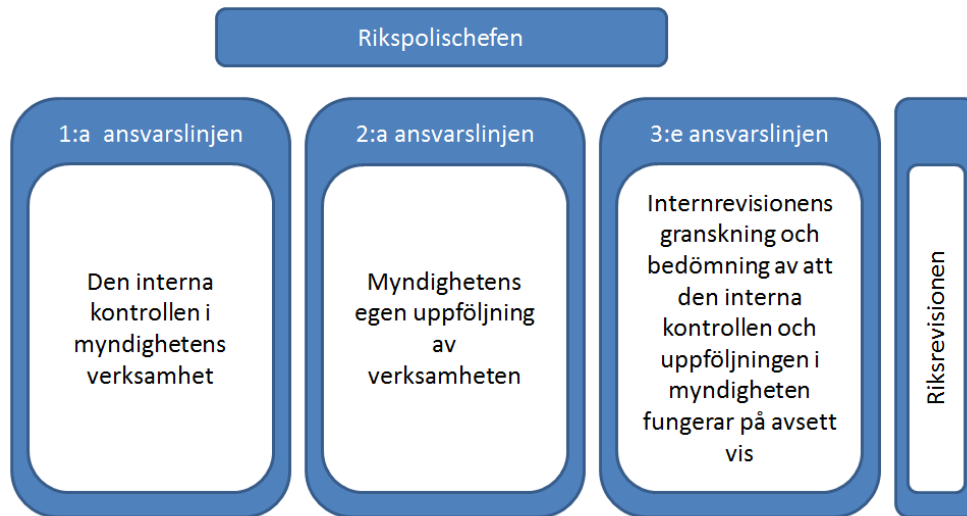 Rikspolischefen
1:a ansvarslinjen
Den interna
kontrollen i
myndighetens
verksamhet
2:a ansvarslinjen
Myndighetens
egen uppföljning
av
verksamheten
3:e ansvarslinjen
Internrevisionens
granskning och
bedömning av att
den interna
kontrollen och
uppföljningen i
myndigheten
fungerar på avsett
vis
Riksrevisionen